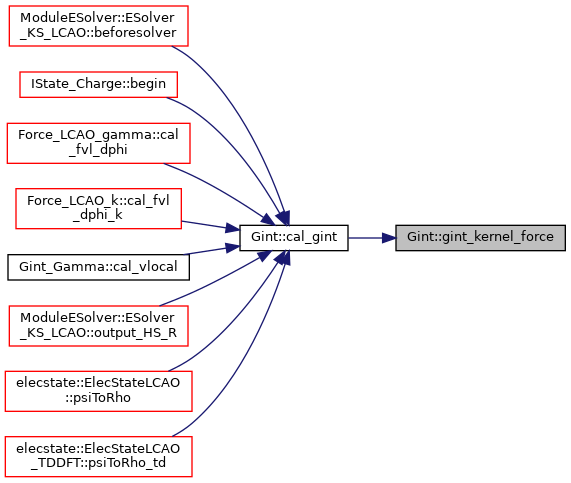 ModuleESolver::ESolver
_KS_LCAO::beforesolver
IState_Charge::begin
Force_LCAO_gamma::cal
_fvl_dphi
Force_LCAO_k::cal_fvl
_dphi_k
Gint::cal_gint
Gint::gint_kernel_force
Gint_Gamma::cal_vlocal
ModuleESolver::ESolver
_KS_LCAO::output_HS_R
elecstate::ElecStateLCAO
::psiToRho
elecstate::ElecStateLCAO
_TDDFT::psiToRho_td